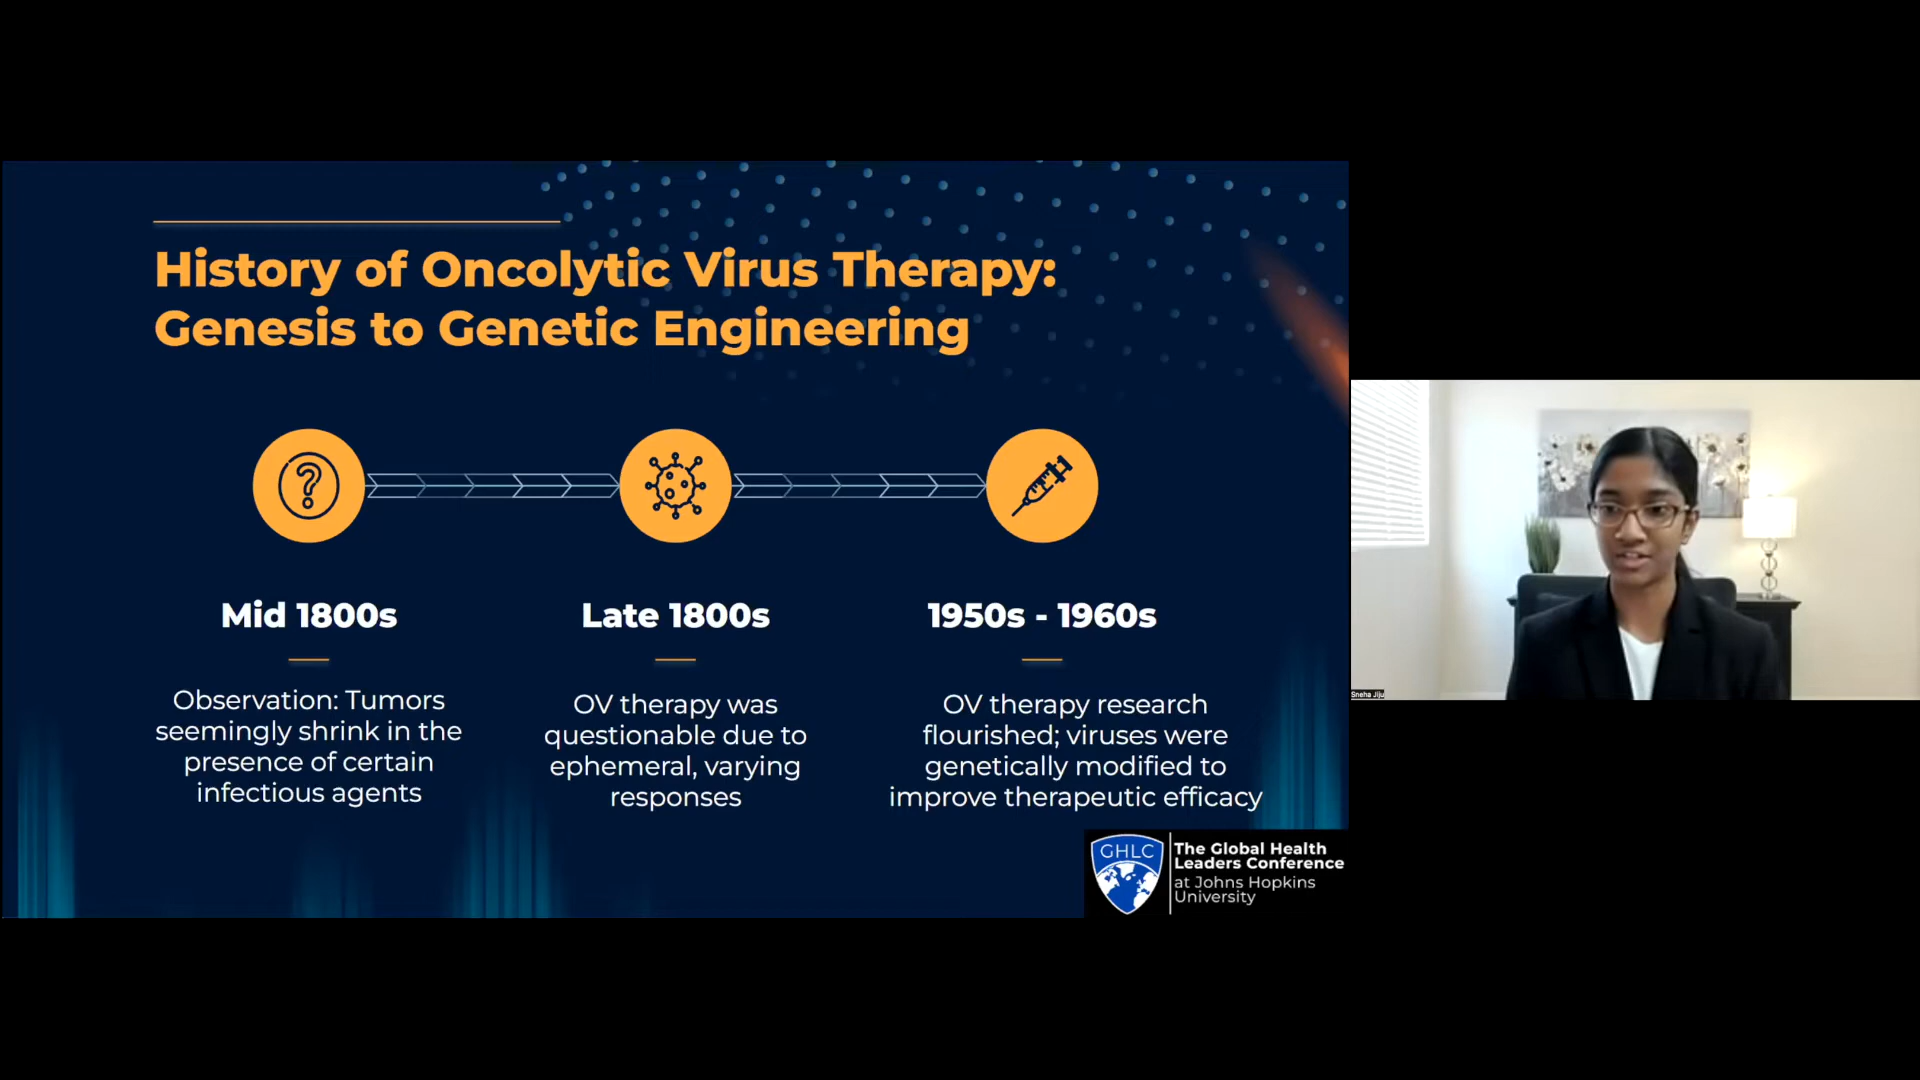 History of Oncolytic Virus Therapy:
Genesis to Genetic Engineering
Mid 1800s
Observation: Tumors
seemingly shrink in the
presence of certain
infectious agents
Late 1800s
OV therapy was
questionable due to
ephemeral, varying
responses
1950s - 1960s
OV therapy research
flourished; viruses were
genetically modified to
improve therapeutic efficacy
GHLC
The Global Health
Leaders Conference
at Johns Hopkins
University
Sneha Jiju